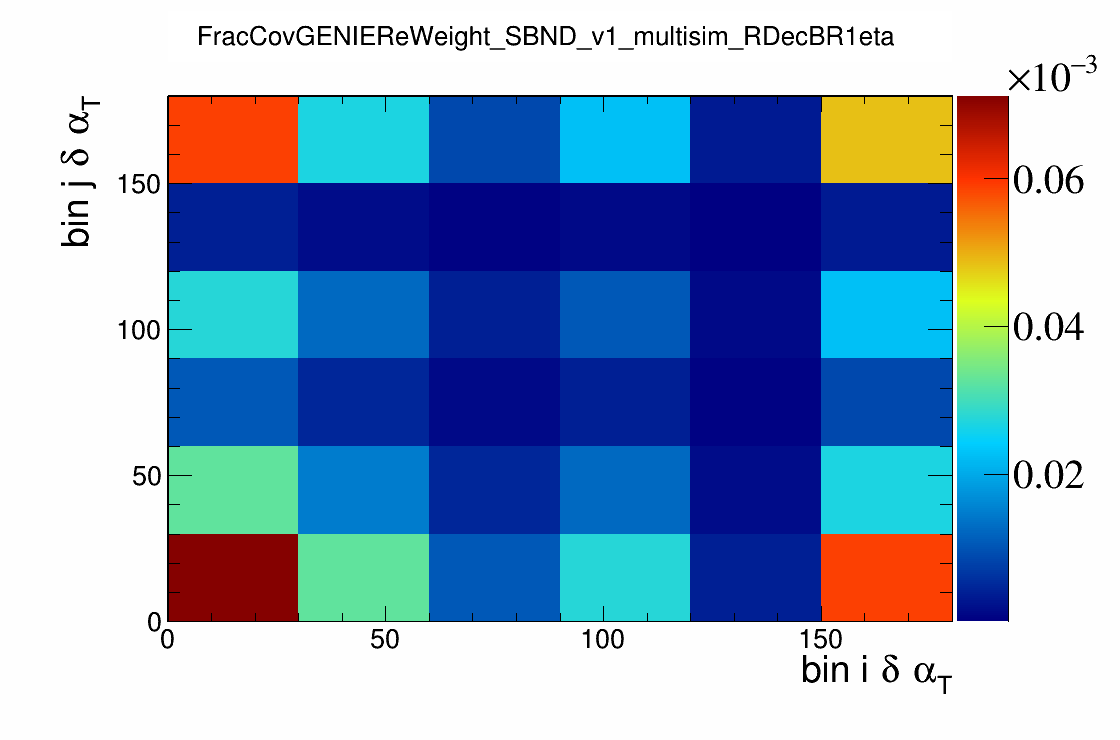 FracCovGENIEReWeight_SBND_v1_multisim_RDecBR1eta
×10⁻³
bin j δ α_T
150
100
50
0
0 50 100 150
bin i δ α_T
0.06
0.04
0.02